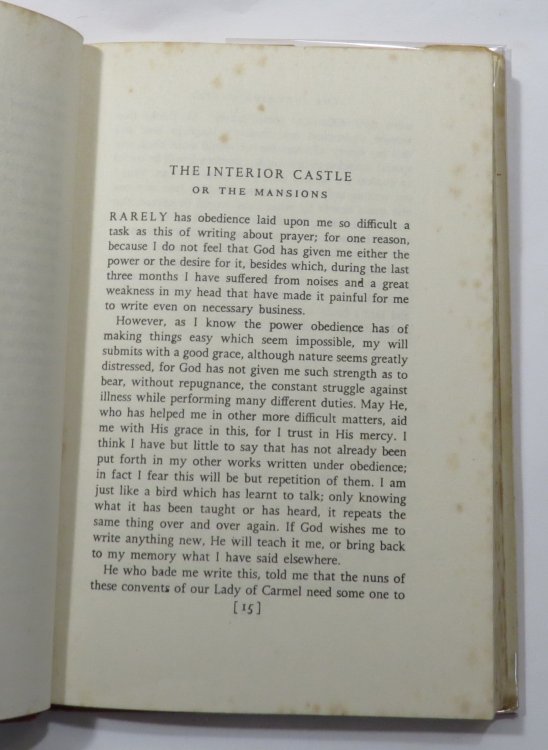 THE INTERIOR CASTLE
OR THE MANSIONS
RARELY has obedience laid upon me so difficult a
task as this of writing about prayer; for one reason,
because I do not feel that God has given me either the
power or the desire for it, besides which, during the last
three months I have suffered from noises and a great
weakness in my head that have made it painful for me
to write even on necessary business.
However, as I know the power obedience has of
making things easy which seem impossible, my will
submits with a good grace, although nature seems greatly
distressed, for God has not given me such strength as to
bear, without repugnance, the constant struggle against
illness while performing many different duties. May He,
who has helped me in other more difficult matters, aid
me with His grace in this, for I trust in His mercy. I
think I have but little to say that has not already been
put forth in my other works written under obedience;
in fact I fear this will be but repetition of them. I am
just like a bird which has learnt to talk; only knowing
what it has been taught or has heard, it repeats the
same thing over and over again. If God wishes me to
write anything new, He will teach it me, or bring back
to my memory what I have said elsewhere.
He who bade me write this, told me that the nuns of
these convents of our Lady of Carmel need some one to
[15]